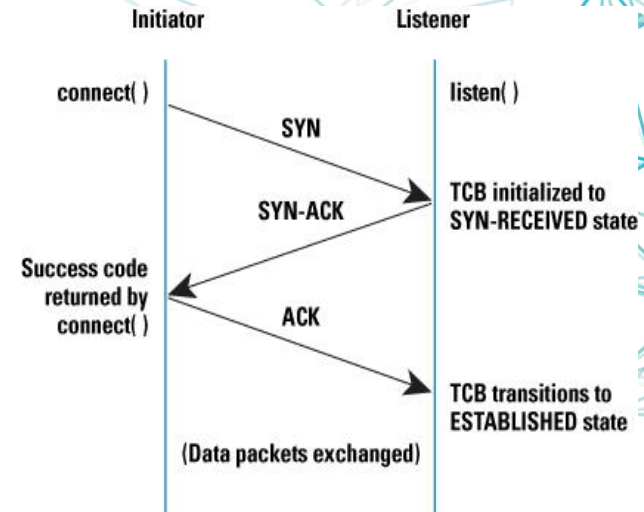 Initiator
Listener
connect( )
listen( )
SYN
TCB initialized to
SYN-RECEIVED state
SYN-ACK
Success code
returned by
connect( )
ACK
TCB transitions to
ESTABLISHED state
(Data packets exchanged)